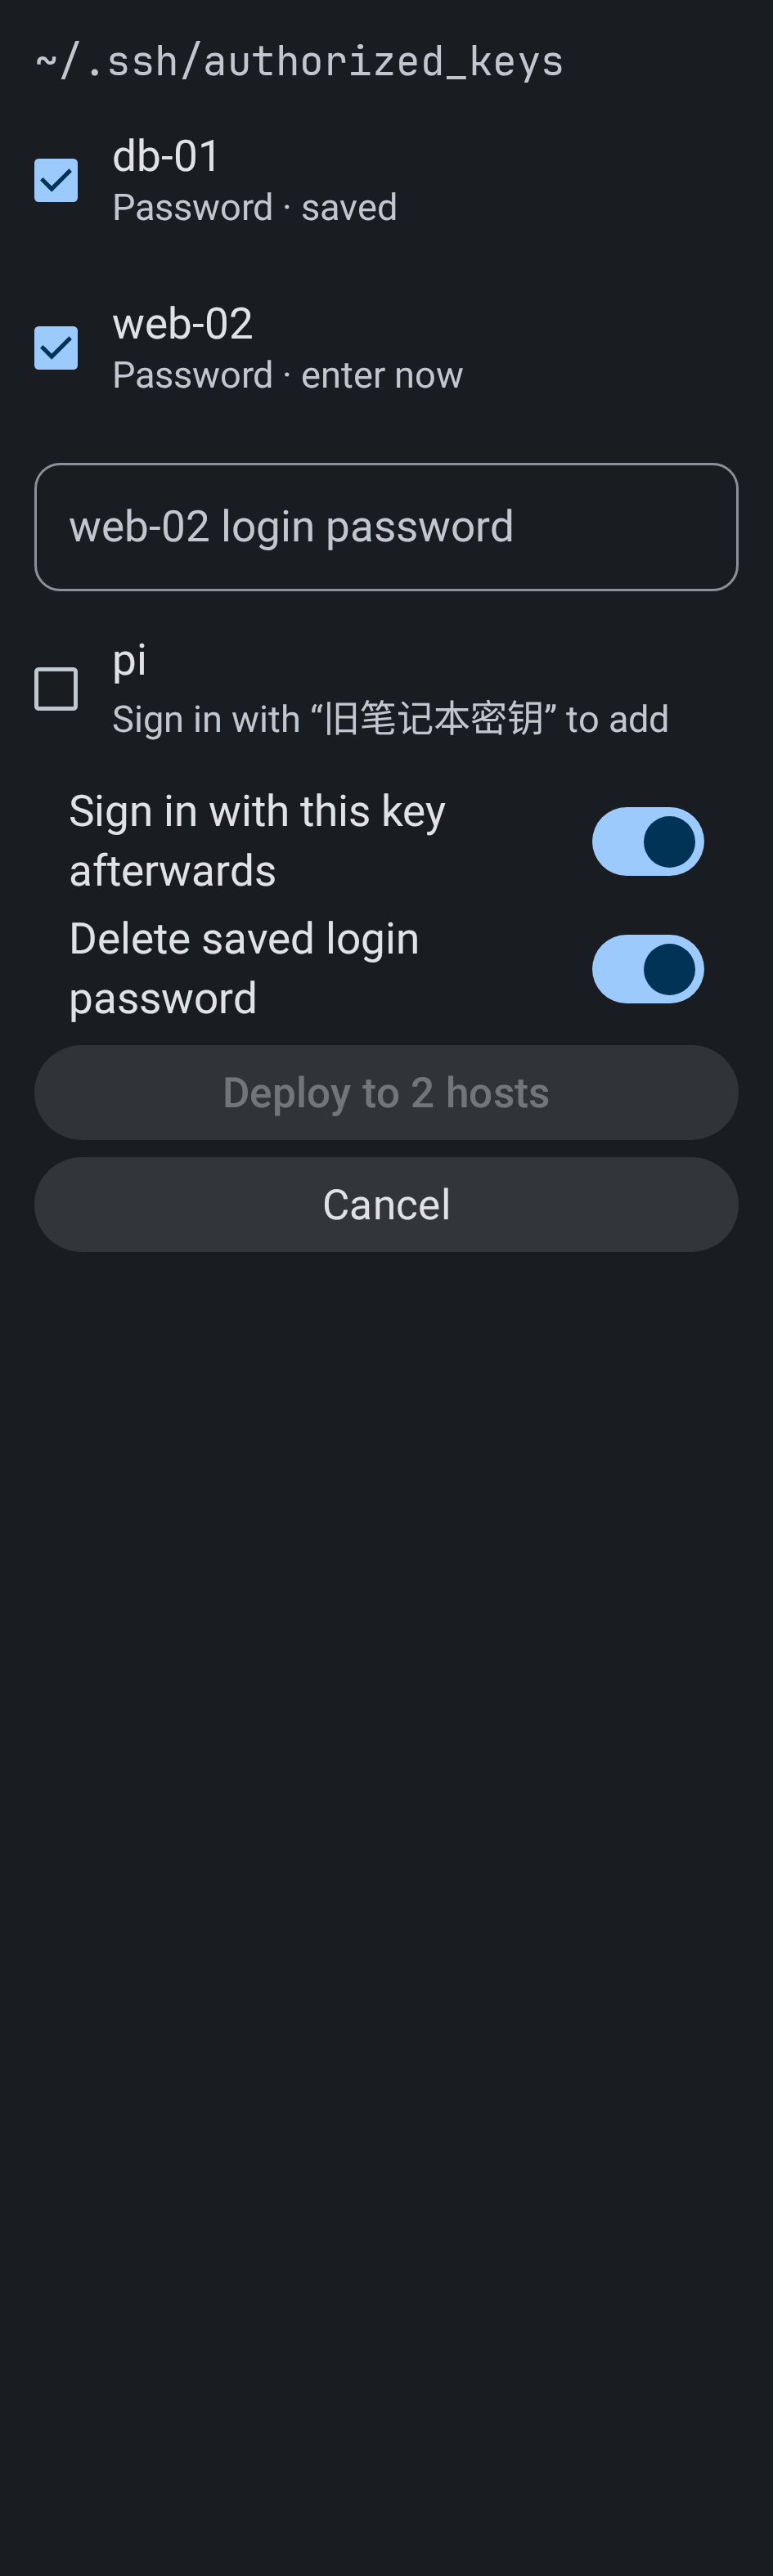 ~/.ssh/authorized_keys
db-01
Password · saved
web-02
Password · enter now
web-02 login password
pi
Sign in with “旧笔记本密钥” to add
Sign in with this key
afterwards
Delete saved login
password
Deploy to 2 hosts
Cancel